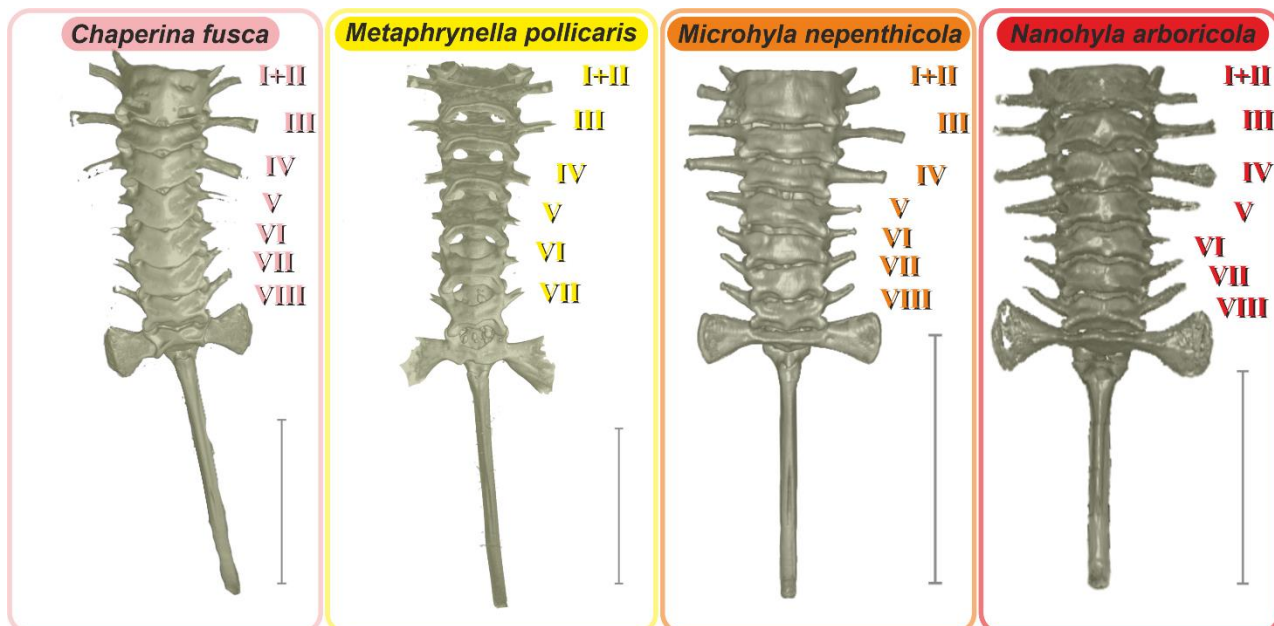 Chaperina fusca
I+II
III
IV
V
VI
VII
VIII
Metaphrynella pollicaris
I+II
III
IV
V
VI
VII
Microhyla nepenthicola
I+II
III
IV
V
VI
VII
VIII
Nanohyla arboricola
I+II
III
IV
V
VI
VII
VIII